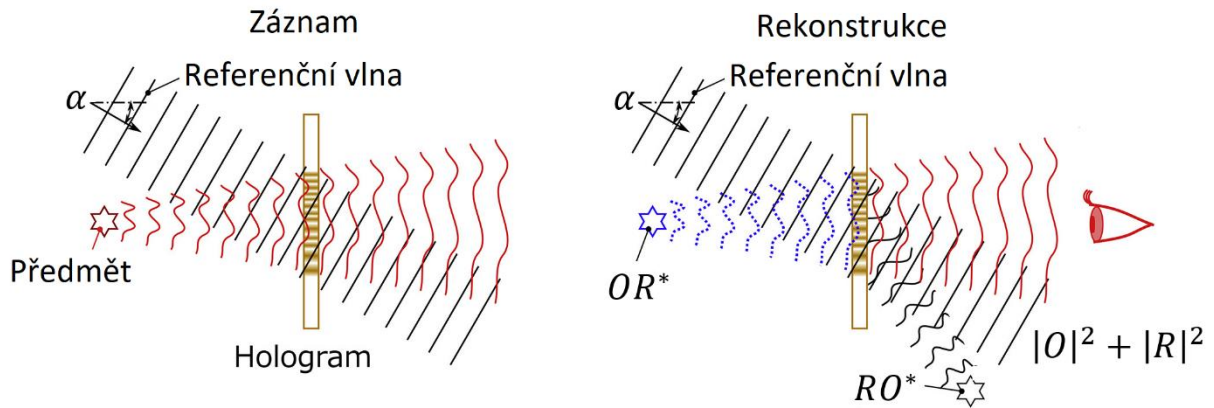 Záznam
Referenční vlna
α
Předmět
Hologram
Rekonstrukce
Referenční vlna
α
OR*
|O|² + |R|²
RO*